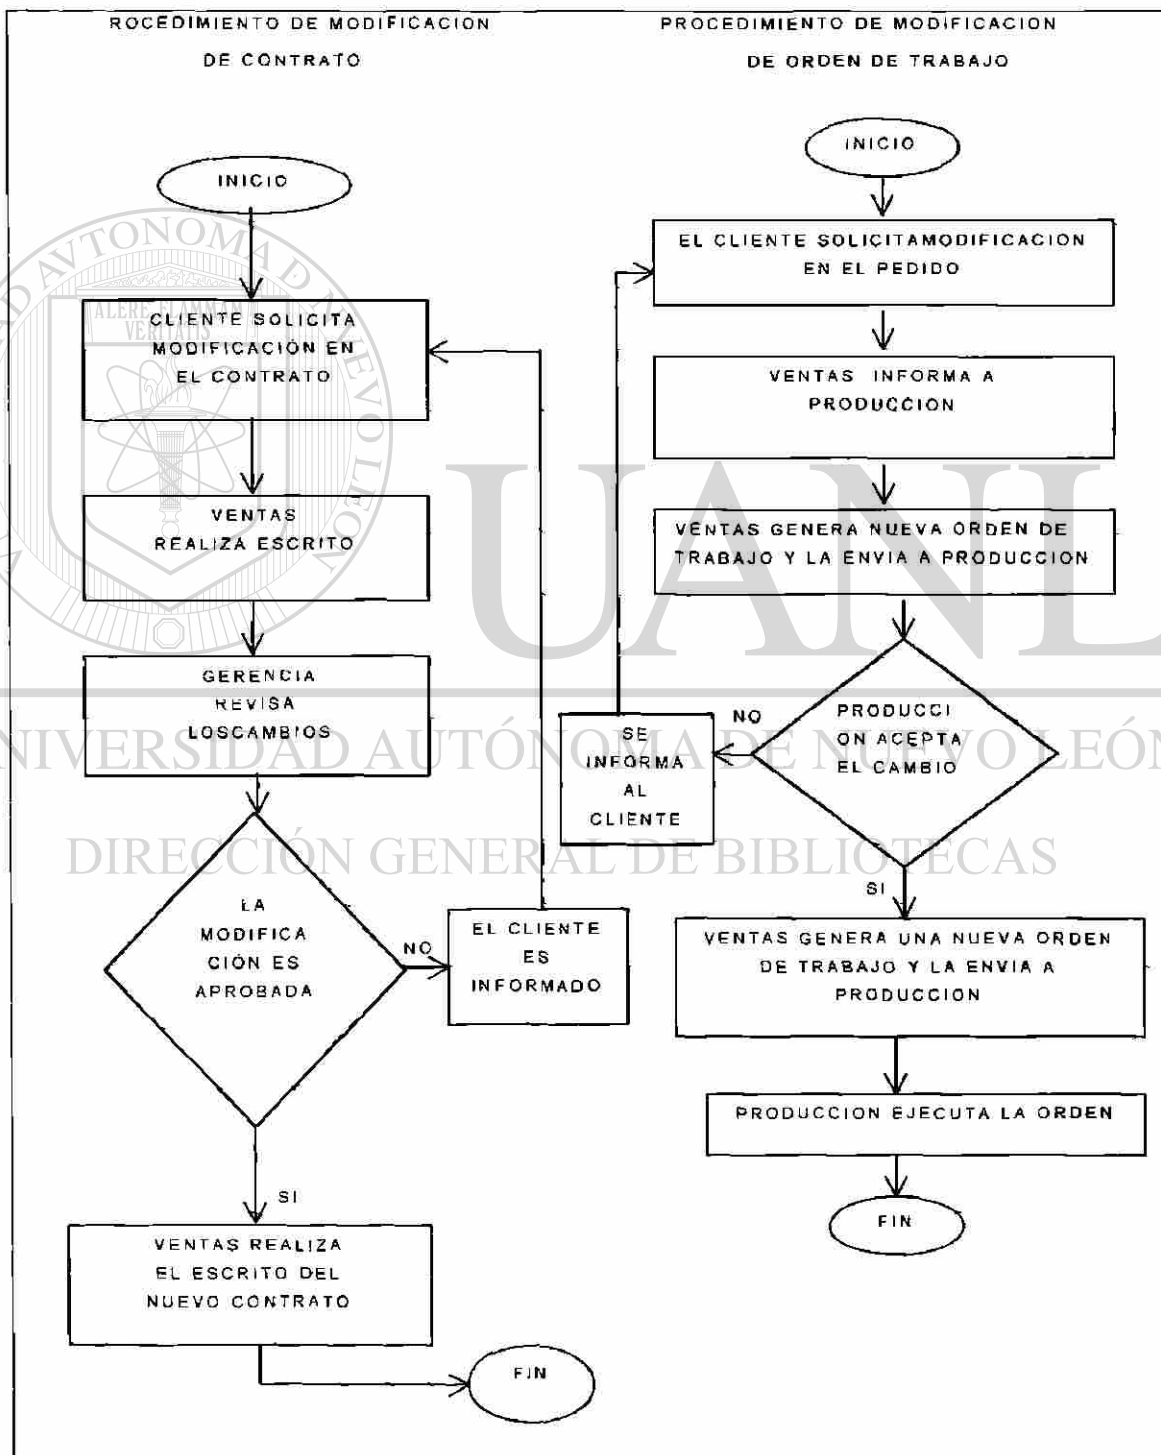 ROCEDIMIENTO DE MODIFICACION
DE CONTRATO
INICIO
CLIENTE SOLICITA
MODIFICACIÓN EN
EL CONTRATO
VENTAS
REALIZA ESCRITO
GERENCIA
REVISA
LOSCAMBIOS
LA
MODIFICA
CIÓN ES
APROBADA
NO
EL CLIENTE
ES
INFORMADO
SI
VENTAS REALIZA
EL ESCRITO DEL
NUEVO CONTRATO
FIN
PROCEDIMIENTO DE MODIFICACION
DE ORDEN DE TRABAJO
INICIO
EL CLIENTE SOLICITAMODIFICACION
EN EL PEDIDO
VENTAS INFORMA A
PRODUCCION
VENTAS GENERA NUEVA ORDEN DE
TRABAJO Y LA ENVIA A PRODUCCION
PRODUCCI
ON ACEPTA
EL CAMBIO
NO
SE
INFORMA
AL
CLIENTE
SI
VENTAS GENERA UNA NUEVA ORDEN
DE TRABAJO Y LA ENVIA A
PRODUCCION
PRODUCCION EJECUTA LA ORDEN
FIN
ALERE FLAMMAM
VERITATIS
UANL
NIVERSIDAD AUTÓNOMA DE NUEVO LEÓN
DIRECCIÓN GENERAL DE BIBLIOTECAS